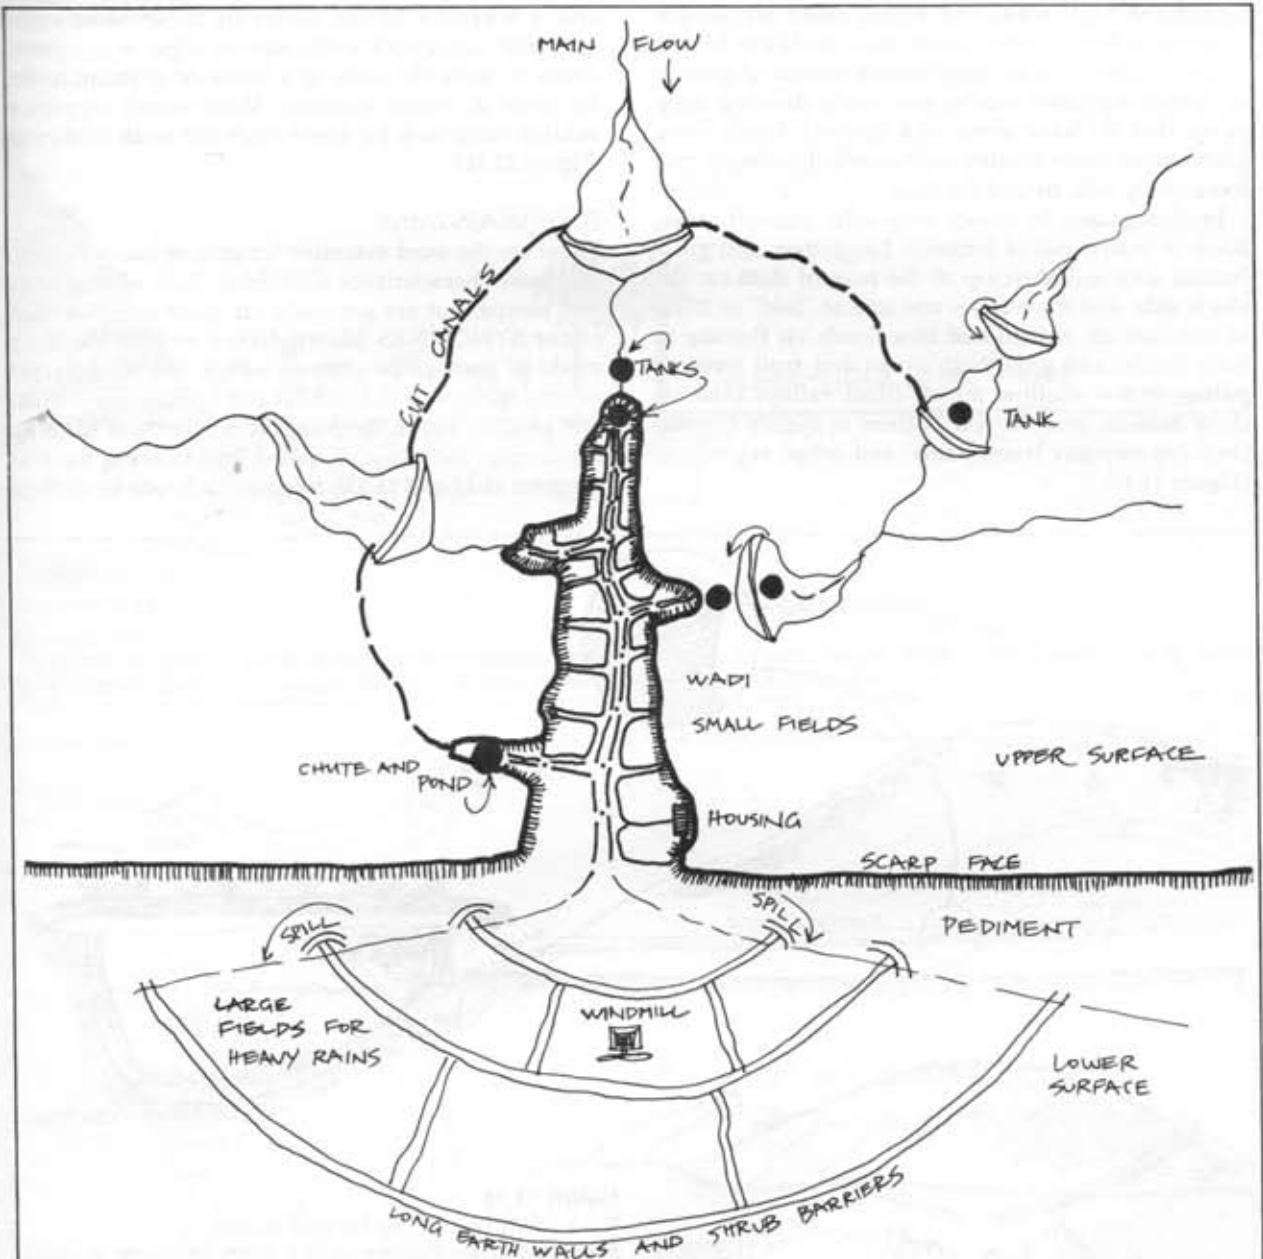 MAIN FLOW
CUT CANALS
TANKS
TANK
WADI
SMALL FIELDS
UPPER SURFACE
CHUTE AND
POND
HOUSING
SCARP FACE
SPILL
SPILL
PEDIMENT
LARGE
FIELDS FOR
HEAVY RAINS
WINDMILL
LOWER
SURFACE
LONG EARTH WALLS AND SHRUB BARRIERS